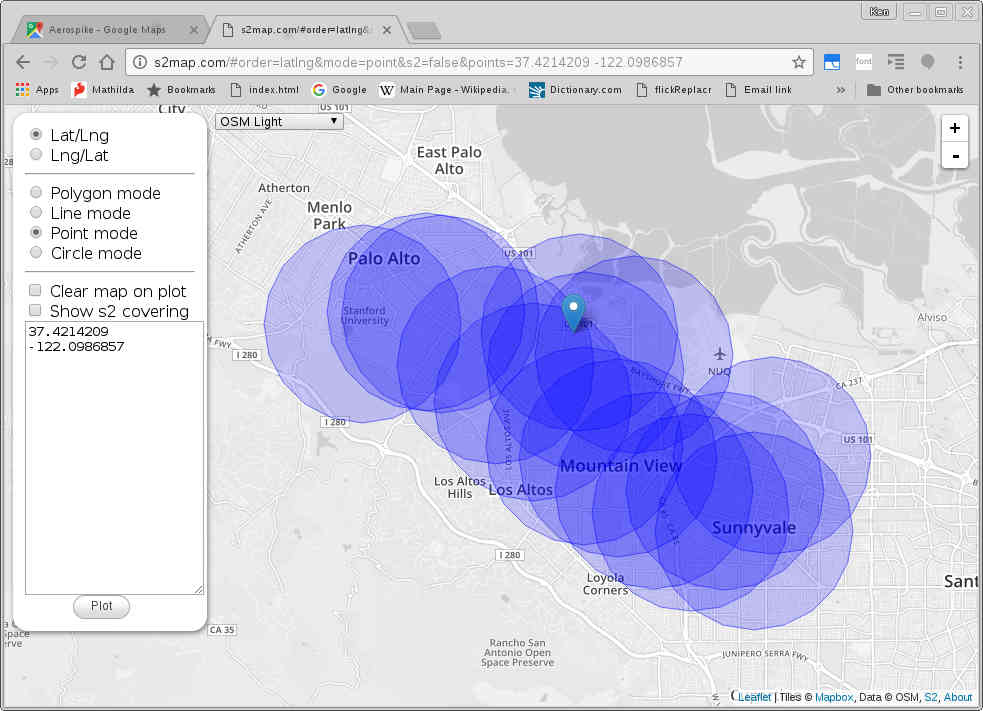 Ken
Aerospike - Google Maps
s2map.com/#order=latlng&
s2map.com/#order=latlng&mode=point&s2=false&points=37.4214209 -122.0986857
font
Apps
Mathilda
Bookmarks
index.html
Google
Main Page - Wikipedia,
Dictionary.com
flickReplacr
Email link
»
Other bookmarks
Lat/Lng
Lng/Lat
Polygon mode
Line mode
Point mode
Circle mode
Clear map on plot
Show s2 covering
37.4214209
-122.0986857
Plot
OSM Light
+
-
City
US 101
East Palo
Alto
Atherton
ATHERTON AVE
Menlo
Park
Palo Alto
US 101
Stanford
University
Alviso
I 280
NUQ
BAYSHORE FWY
CA 237
I 280
LOS ALTOS AVE
US 101
Mountain View
Los Altos
Hills
Los Altos
Sunnyvale
I 280
Loyola
Corners
Sant
CA 35
Rancho San
Antonio Open
Space Preserve
JUNIPERO SERRA FWY
Leaflet | Tiles © Mapbox, Data © OSM, S2, About